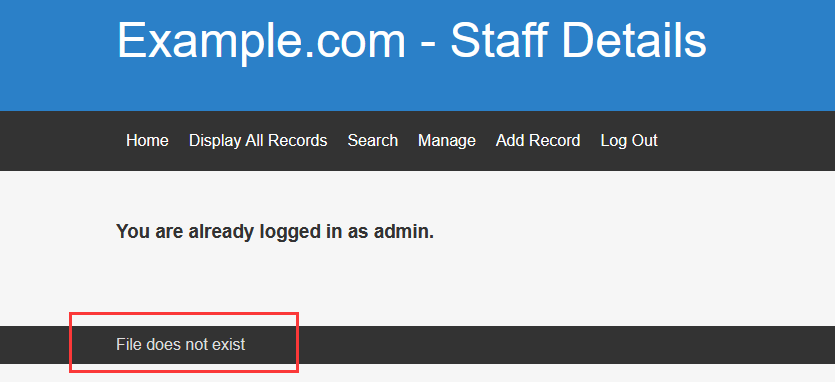 Example.com - Staff Details
Home Display All Records Search Manage Add Record Log Out
You are already logged in as admin.
File does not exist